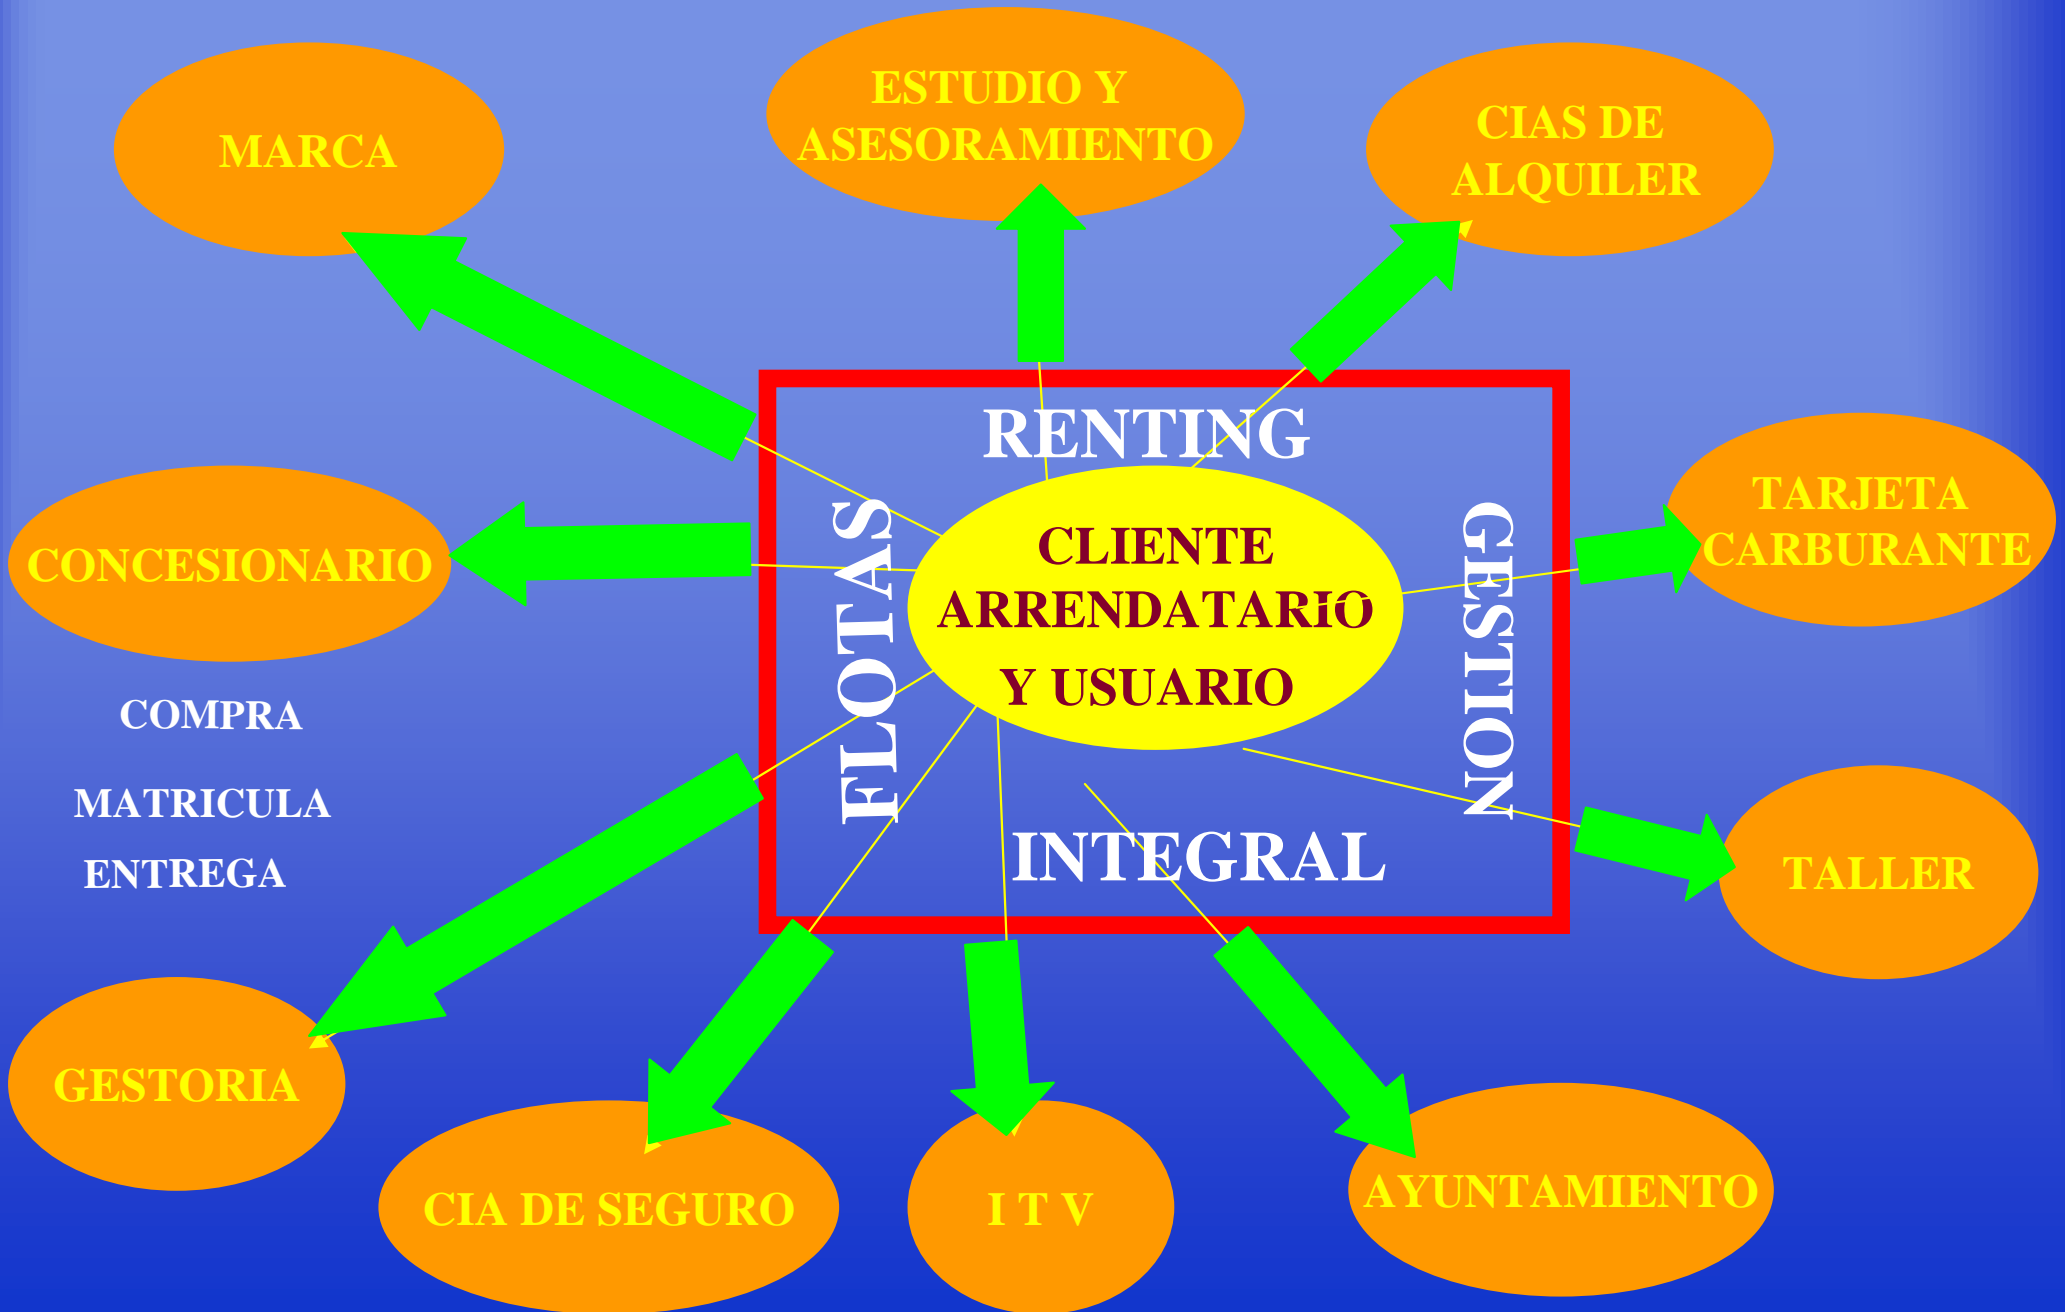 ESTUDIO Y
ASESORAMIENTO
MARCA
CIAS DE
ALQUILER
RENTING
TARJETA
CARBURANTE
CONCESIONARIO
FLOTAS
CLIENTE
ARRENDATARIO
Y USUARIO
GESTION
COMPRA
MATRICULA
ENTREGA
INTEGRAL
TALLER
GESTORIA
CIA DE SEGURO
I T V
AYUNTAMIENTO